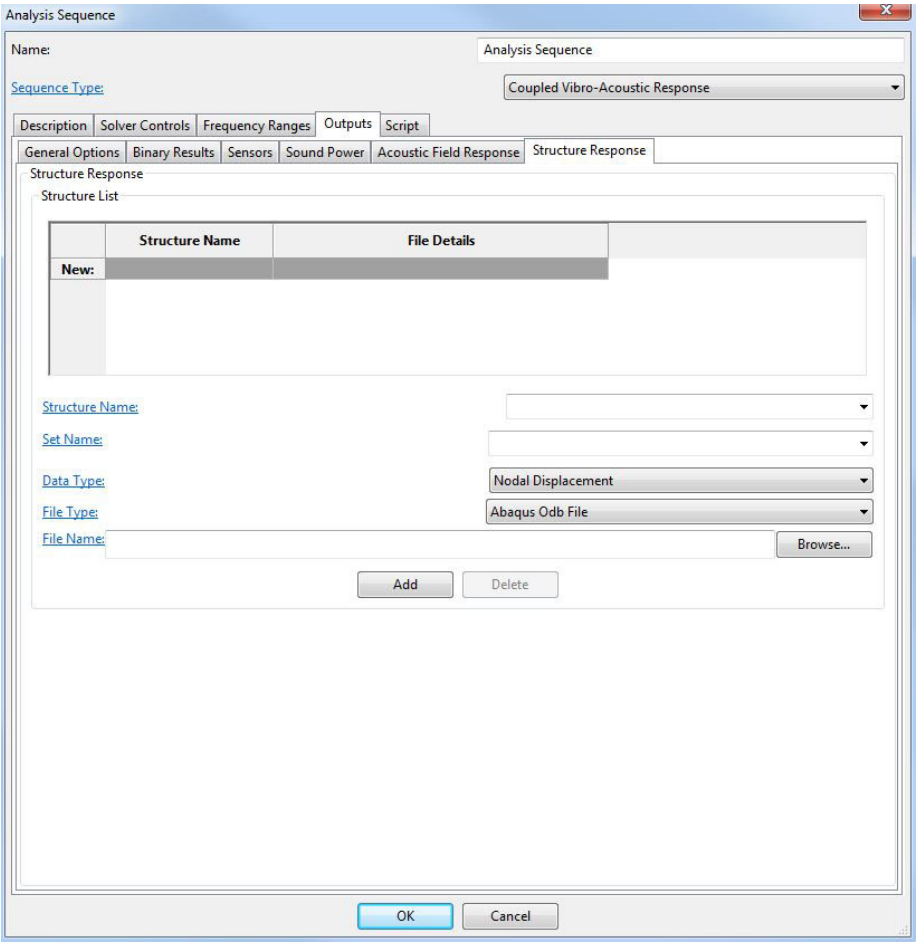 Analysis Sequence
Name: Analysis Sequence
Sequence Type: Coupled Vibro-Acoustic Response
Description Solver Controls Frequency Ranges Outputs Script
General Options Binary Results Sensors Sound Power Acoustic Field Response Structure Response
Structure Response
Structure List
Structure Name File Details
New:
Structure Name:
Set Name:
Data Type: Nodal Displacement
File Type: Abaqus Odb File
File Name: Browse...
Add Delete
OK Cancel